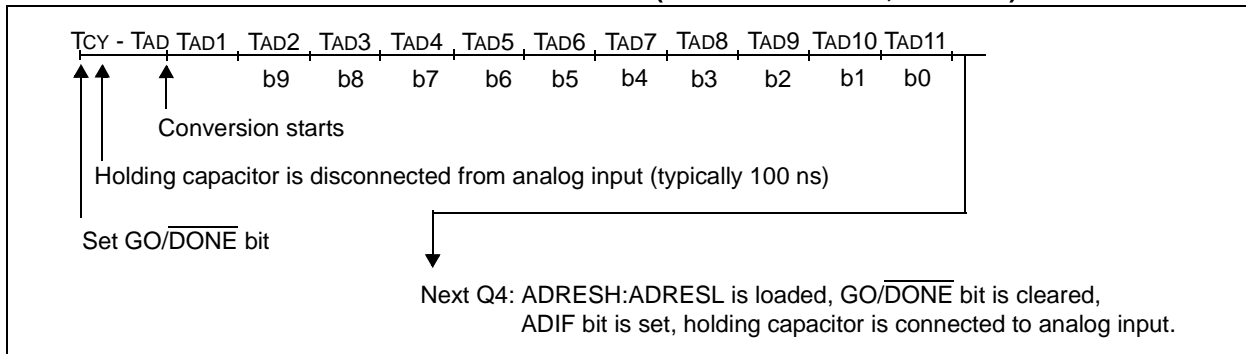 TCY - TAD TAD1 TAD2 TAD3 TAD4 TAD5 TAD6 TAD7 TAD8 TAD9 TAD10 TAD11
b9 b8 b7 b6 b5 b4 b3 b2 b1 b0
Conversion starts
Holding capacitor is disconnected from analog input (typically 100 ns)
Set GO/DONE bit
Next Q4: ADRESH:ADRESL is loaded, GO/DONE bit is cleared,
ADIF bit is set, holding capacitor is connected to analog input.